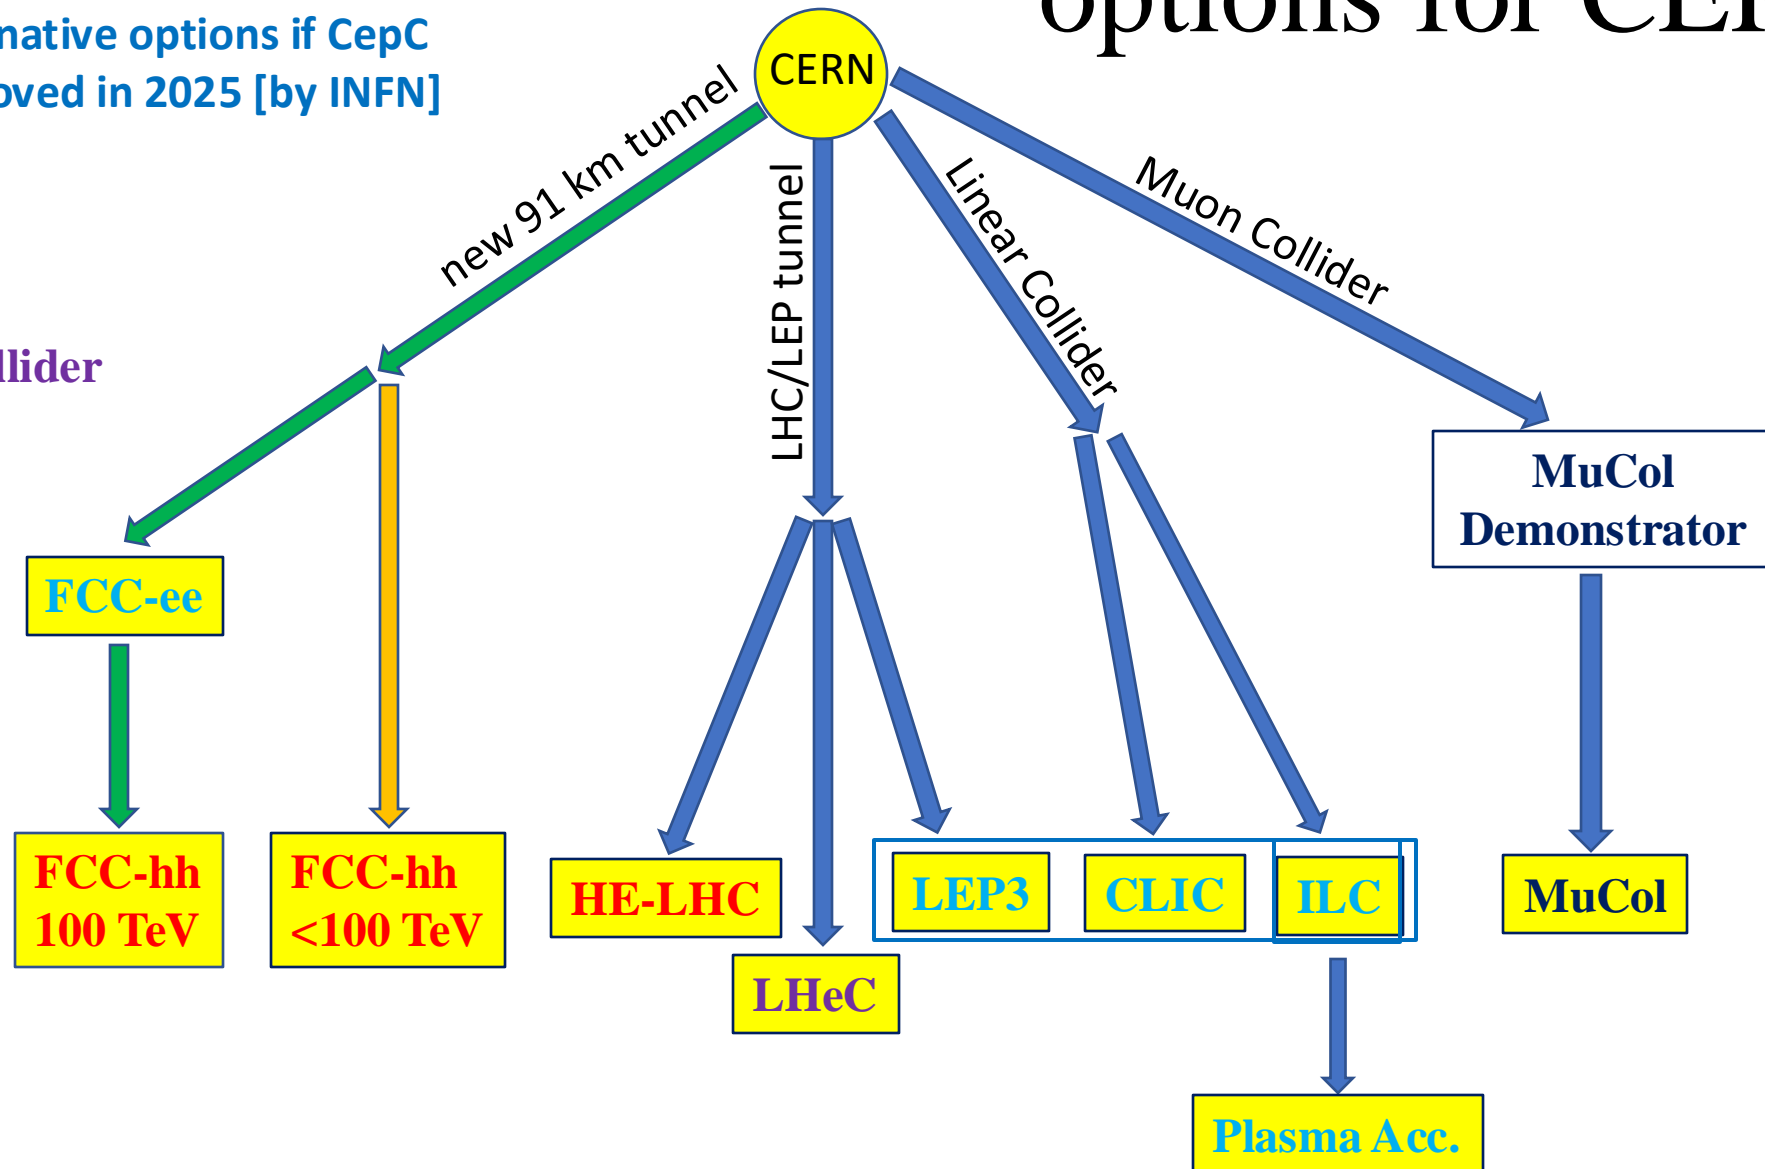 options for
native options if CepC
in 2025 [by INFN]
CERN
new 91 km tunnel
LHC/LEP tunnel
Linear Collider
Muon Collider
MuCol
Demonstrator
FCC-ee
FCC-hh
100 TeV
FCC-hh
<100 TeV
HE-LHC
LHeC
LEP3
CLIC
ILC
MuCol
Plasma Acc.